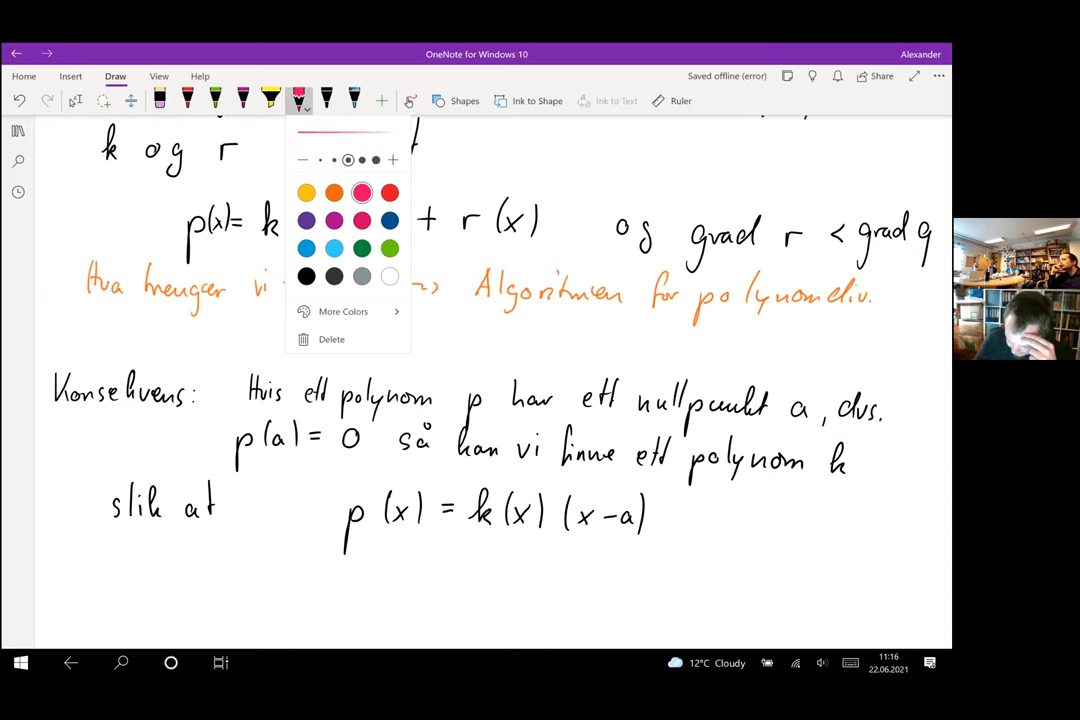 OneNote for Windows 10
Alexander
Home Insert Draw View Help
Saved offline (error) Share
Shapes Ink to Shape Ink to Text Ruler
k og r
p(x)= k + r (x) og grad r < grad q
Hva trenger vi Algoritmen for polynomdiv.
More Colors
Delete
Konsekvens: Hvis ett polynom p har ett nullpunkt a, dvs.
p(a) = 0 så kan vi finne ett polynom k
slik at p (x) = k (x) (x-a)
12°C Cloudy
11:16
22.06.2021